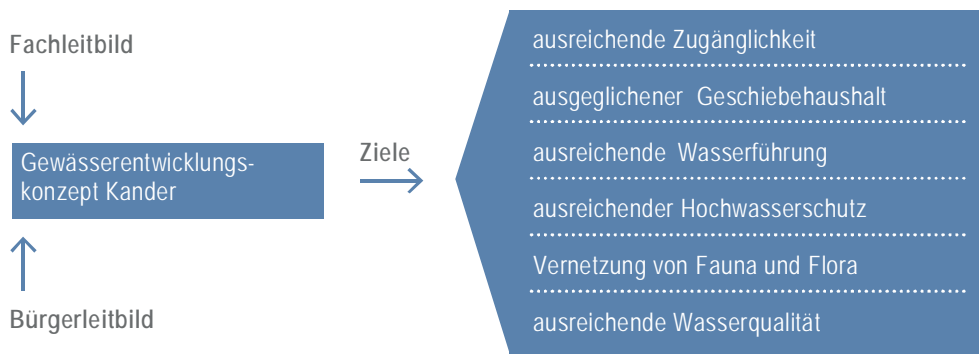 Fachleitbild
Gewässerentwicklungs-
konzept Kander
Bürgerleitbild
Ziele
ausreichende Zugänglichkeit
ausgeglichener Geschiebehaushalt
ausreichende Wasserführung
ausreichender Hochwasserschutz
Vernetzung von Fauna und Flora
ausreichende Wasserqualität